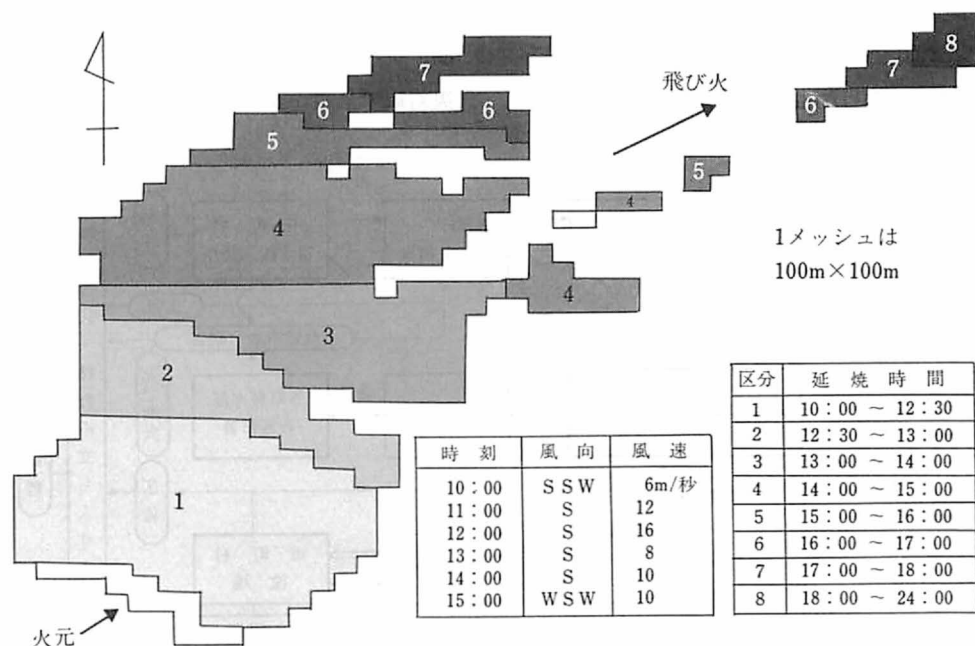 8
7
7
飛び火
6
6
6
5
5
4
4
1メッシュは
100m×100m
4
3
2
1
火元
時刻 風向 風速
10：00 SSW 6m/秒
11：00 S 12
12：00 S 16
13：00 S 8
14：00 S 10
15：00 WSW 10
区分 延焼時間
1 10：00 ～ 12：30
2 12：30 ～ 13：00
3 13：00 ～ 14：00
4 14：00 ～ 15：00
5 15：00 ～ 16：00
6 16：00 ～ 17：00
7 17：00 ～ 18：00
8 18：00 ～ 24：00